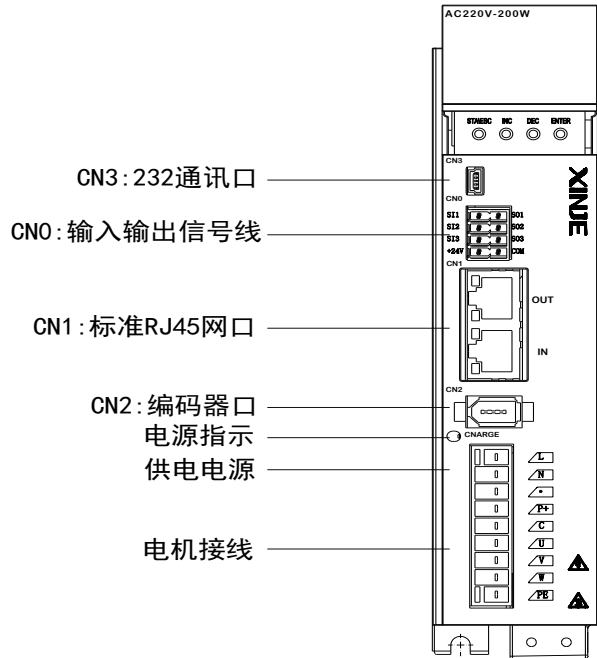 AC220V-200W
STA/ESC INC DEC ENTER
CN3
CN3:232通讯口
XINJE
CN0
CN0:输入输出信号线
SI1 SO1
SI2 SO2
SI3 SO3
+24V COM
CN1
OUT
CN1:标准RJ45网口
IN
CN2
CN2:编码器口
电源指示
CNARGE
供电电源
L
N
•
P+
C
U
电机接线
V
W
PE